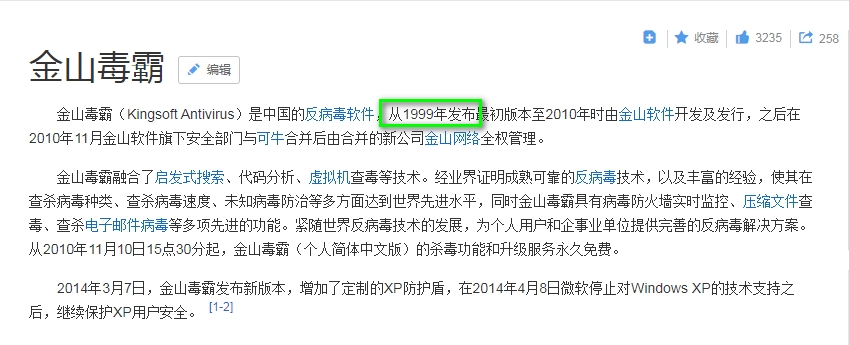 收藏 3235 258
金山毒霸 编辑
金山毒霸（Kingsoft Antivirus）是中国的反病毒软件，从1999年发布最初版本至2010年时由金山软件开发及发行，之后在
2010年11月金山软件旗下安全部门与可牛合并后由合并的新公司金山网络全权管理。
金山毒霸融合了启发式搜索、代码分析、虚拟机查毒等技术。经业界证明成熟可靠的反病毒技术，以及丰富的经验，使其在
查杀病毒种类、查杀病毒速度、未知病毒防治等多方面达到世界先进水平，同时金山毒霸具有病毒防火墙实时监控、压缩文件查
毒、查杀电子邮件病毒等多项先进的功能。紧随世界反病毒技术的发展，为个人用户和企事业单位提供完善的反病毒解决方案。
从2010年11月10日15点30分起，金山毒霸（个人简体中文版）的杀毒功能和升级服务永久免费。
2014年3月7日，金山毒霸发布新版本，增加了定制的XP防护盾，在2014年4月8日微软停止对Windows XP的技术支持之
后，继续保护XP用户安全。 [1-2]